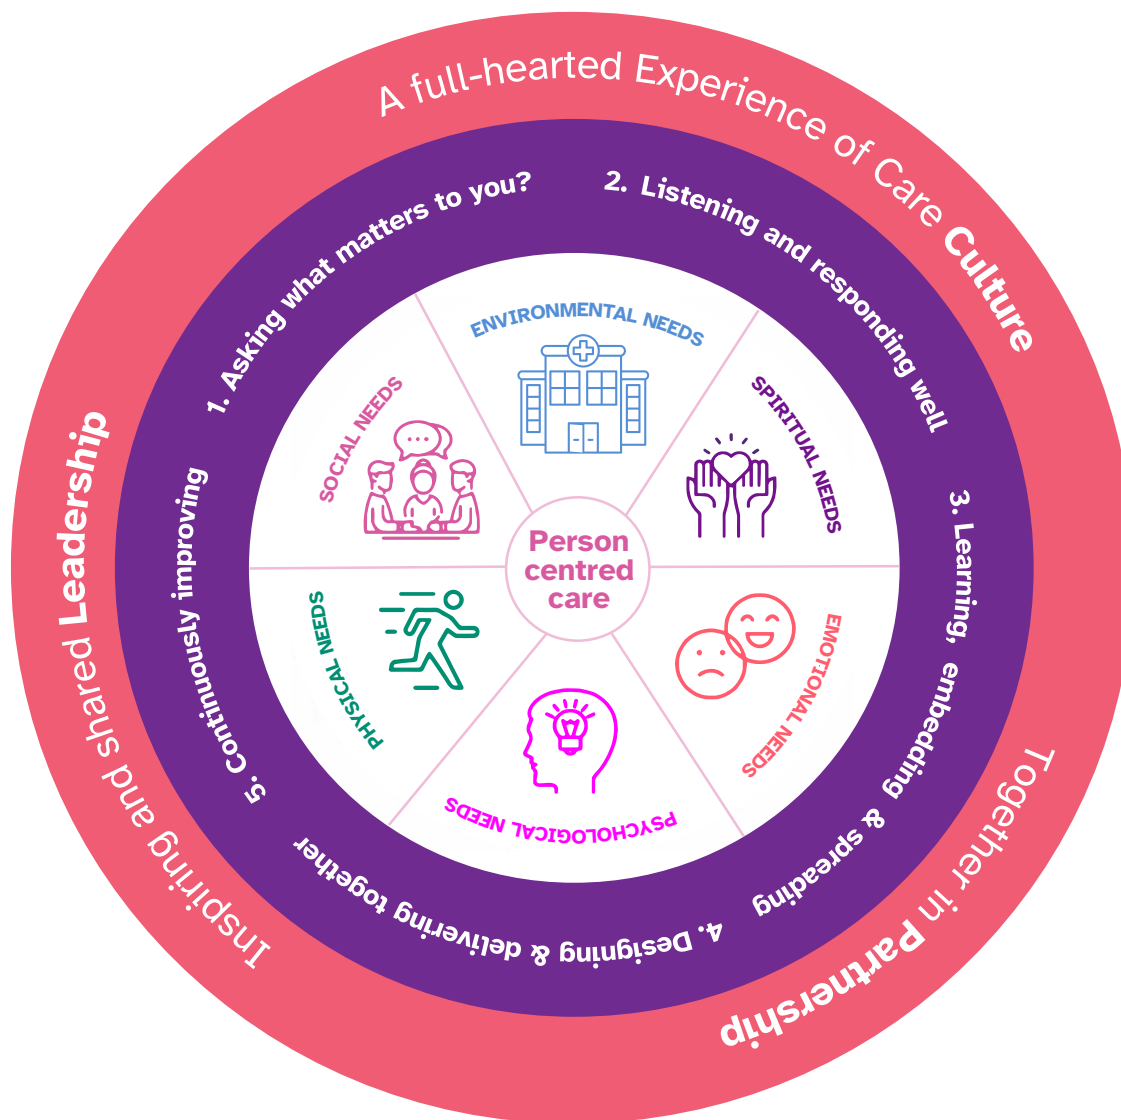 A full-hearted Experience of Care Culture
Together in Partnership
Inspiring and shared Leadership
1. Asking what matters to you?
2. Listening and responding well
3. Learning, embedding & spreading
4. Designing & delivering together
5. Continuously improving
ENVIRONMENTAL NEEDS
SPIRITUAL NEEDS
EMOTIONAL NEEDS
PSYCHOLOGICAL NEEDS
PHYSICAL NEEDS
SOCIAL NEEDS
Person
centred
care